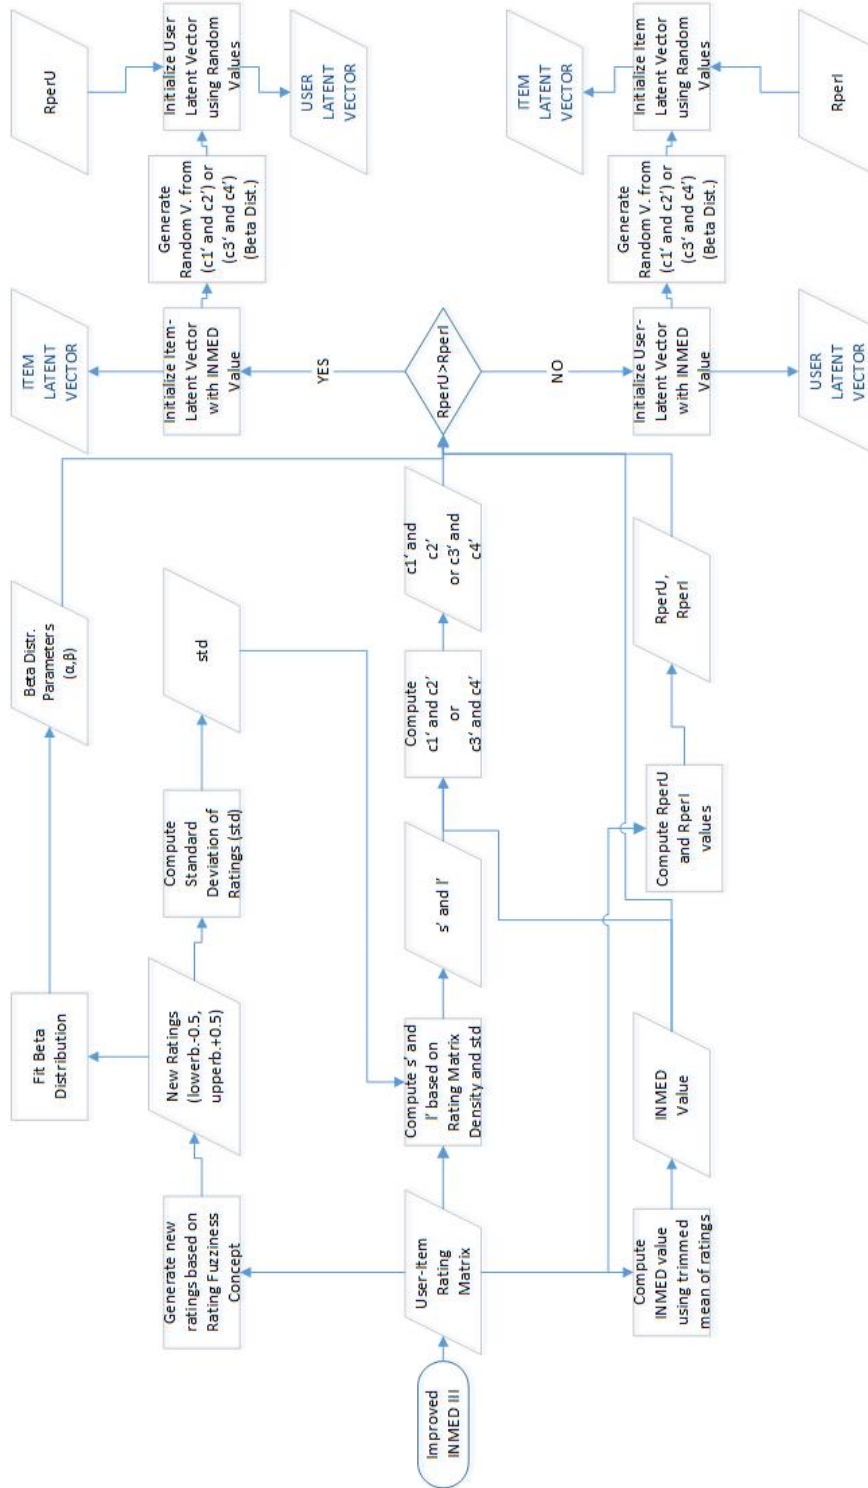 Improved
INMED III
User-Item
Rating
Matrix
Generate new
ratings based on
Rating Fuzziness
Concept
New Ratings
(lowerb.-0.5,
upperb.+0.5)
Fit Beta
Distribution
Beta Distr.
Parameters
(α,β)
Compute
Standard
Deviation of
Ratings (std)
std
Compute s' and
l' based on
Rating Matrix
Density and std
s' and l'
Compute
c1' and c2'
or
c3' and c4'
c1' and
c2'
or c3' and
c4'
Compute
INMED value
using trimmed
mean of ratings
INMED
Value
Compute RperU
and RperI
values
RperU,
RperI
RperU>RperI
YES
NO
Initialize Item-
Latent Vector
with INMED
Value
ITEM
LATENT
VECTOR
Generate
Random V. from
(c1' and c2') or
(c3' and c4')
(Beta Dist.)
Initialize User
Latent Vector
using Random
Values
RperU
USER
LATENT
VECTOR
Initialize User-
Latent Vector
with INMED
Value
USER
LATENT
VECTOR
Generate
Random V. from
(c1' and c2') or
(c3' and c4')
(Beta Dist.)
Initialize Item
Latent Vector
using Random
Values
ITEM
LATENT
VECTOR
RperI